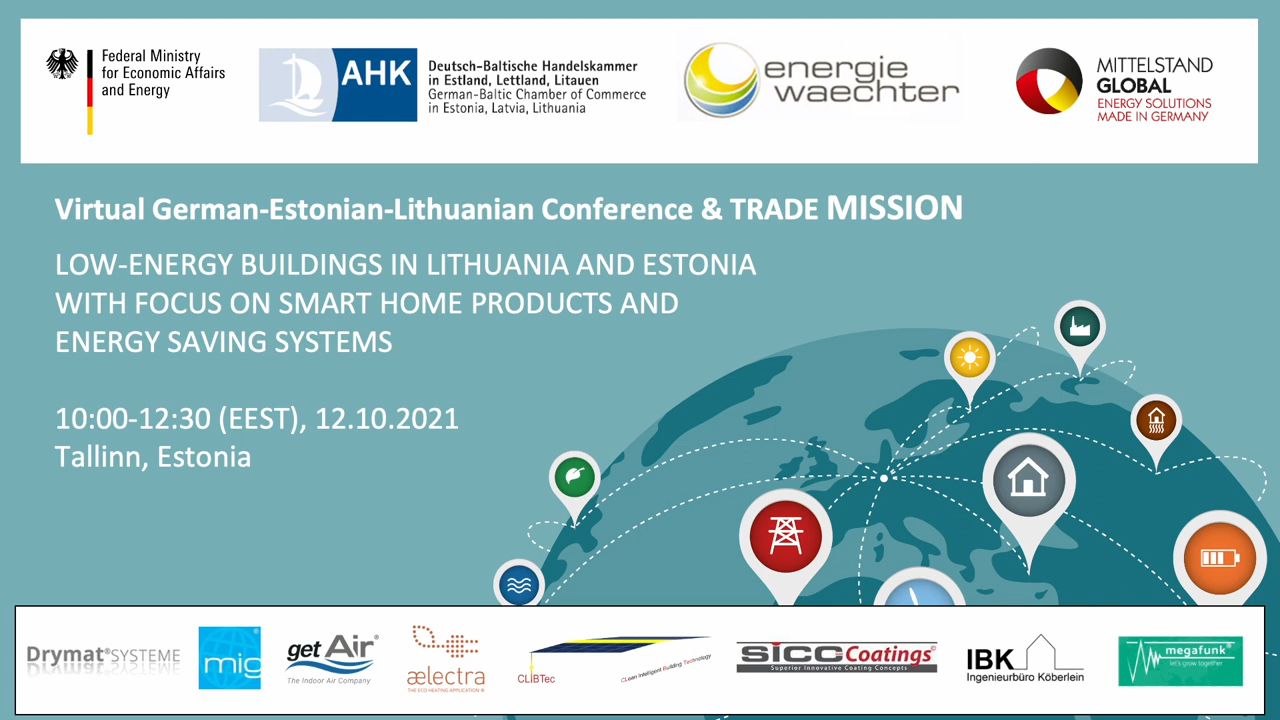 Federal Ministry
for Economic Affairs
and Energy
AHK
Deutsch-Baltische Handelskammer
in Estland, Lettland, Litauen
German-Baltic Chamber of Commerce
in Estonia, Latvia, Lithuania
energie
waechter
MITTELSTAND
GLOBAL
ENERGY SOLUTIONS
MADE IN GERMANY
Virtual German-Estonian-Lithuanian Conference & TRADE MISSION
LOW-ENERGY BUILDINGS IN LITHUANIA AND ESTONIA
WITH FOCUS ON SMART HOME PRODUCTS AND
ENERGY SAVING SYSTEMS
10:00-12:30 (EEST), 12.10.2021
Tallinn, Estonia
Drymat®SYSTEME
mig®
getAir®
The Indoor Air Company
ælectra
THE ECO HEATING APPLICATION ®
CLIBTec
CLean Intelligent Building Technology
SICCCoatings©
Superior Innovative Coating Concepts
IBK
Ingenieurbüro Köberlein
megafunk®
let's grow together